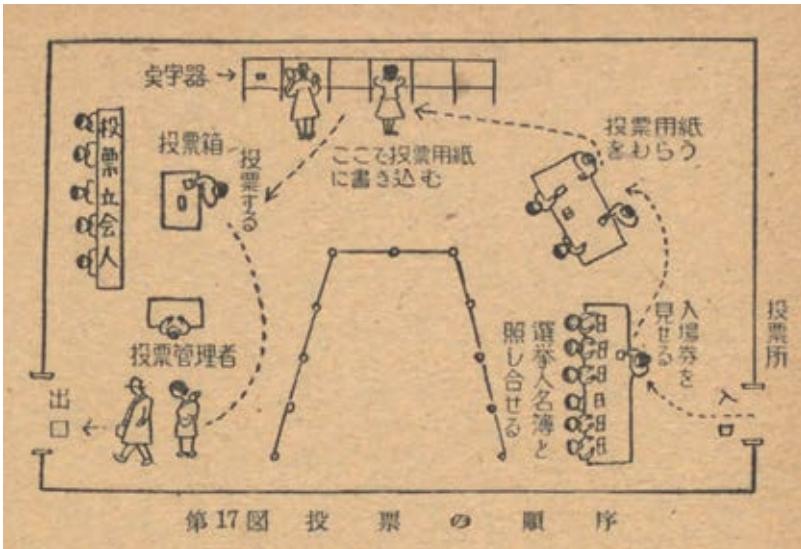 投票所
入口
入場券を
見せる
選挙人名簿と
照し合せる
投票用紙
をもらう
ここで投票用紙
に書き込む
点字器→
投票する
投票箱
投票立会人
投票管理者
出口
第17図 投票の順序